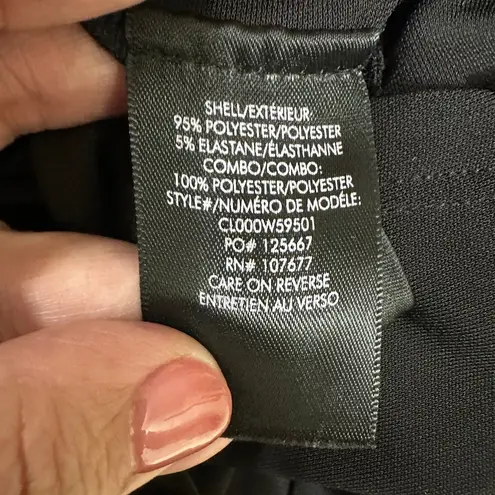 SHELL/EXTÉRIEUR
95% POLYESTER/POLYESTER
5% ELASTANE/ÉLASTHANNE
COMBO/COMBO:
100% POLYESTER/POLYESTER
STYLE#/NUMÉRO DE MODÉLE:
CL000W59501
PO# 125667
RN# 107677
CARE ON REVERSE
ENTRETIEN AU VERSO